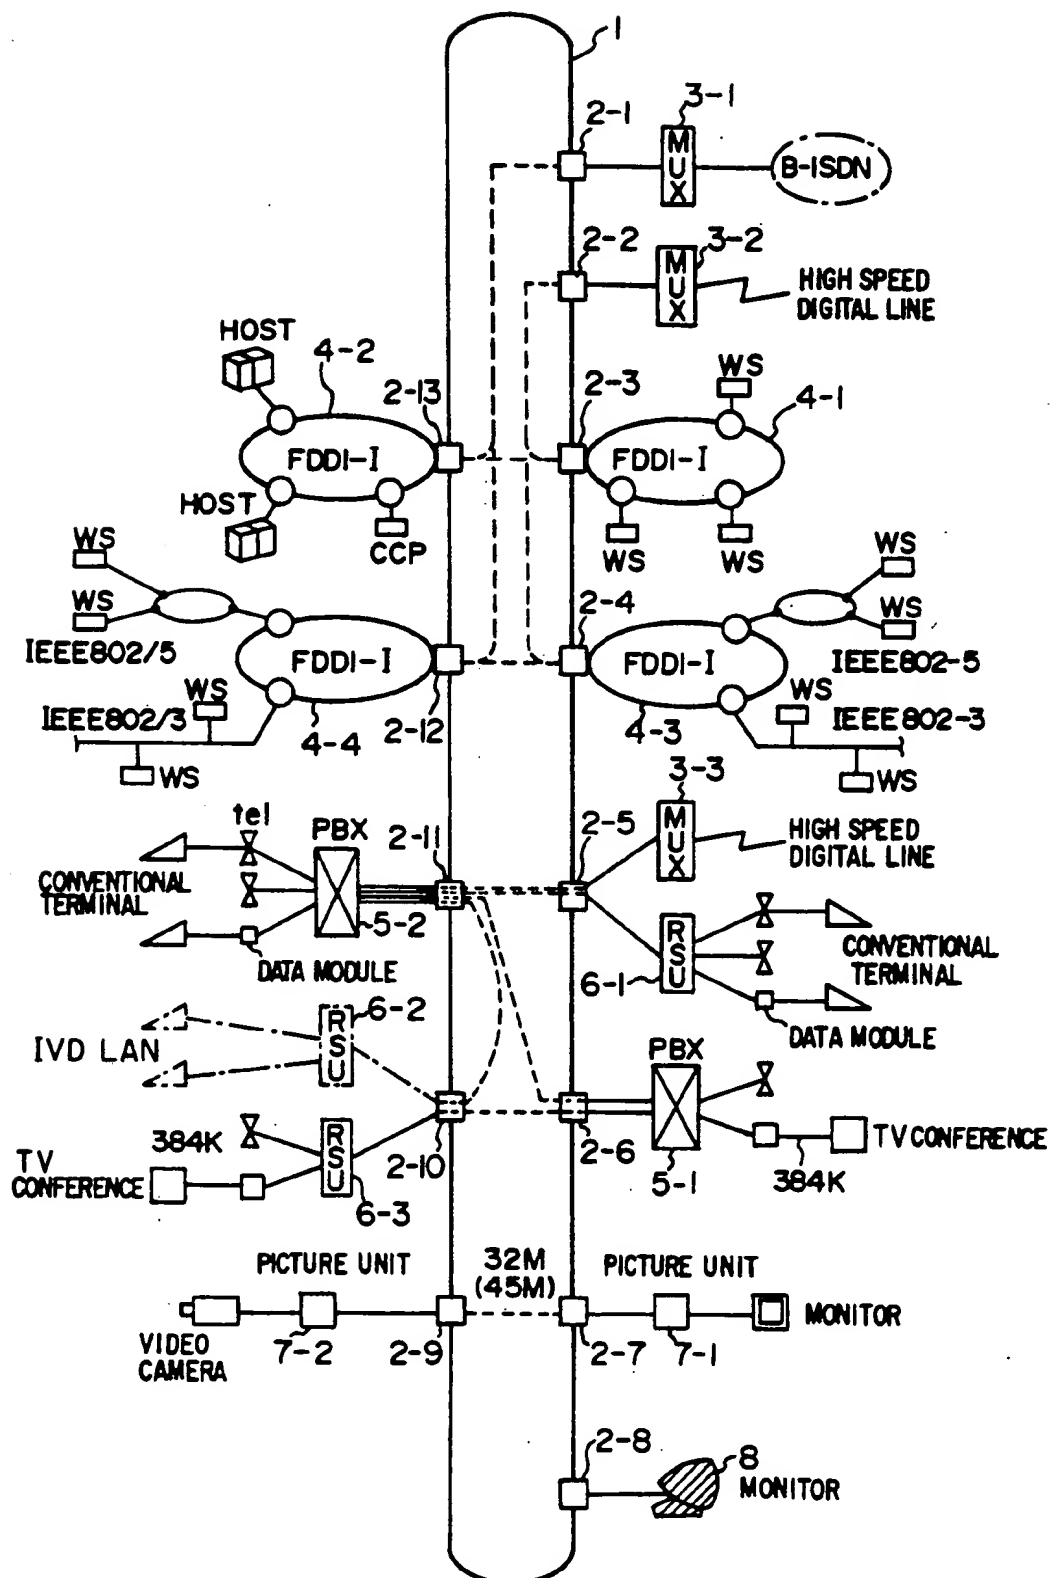 1
2-1
3-1
MUX
B-ISDN
2-2
3-2
MUX
HIGH SPEED
DIGITAL LINE
HOST
4-2
2-13
FDDI-I
HOST
CCP
2-3
WS
4-1
FDDI-I
WS
WS
WS
WS
IEEE802/5
FDDI-I
WS
IEEE802/3
4-4
2-12
WS
2-4
WS
WS
FDDI-I
IEEE802-5
WS
IEEE802-3
4-3
WS
tel
PBX
2-11
CONVENTIONAL
TERMINAL
5-2
DATA MODULE
3-3
2-5
MUX
HIGH SPEED
DIGITAL LINE
RSU
6-1
CONVENTIONAL
TERMINAL
DATA MODULE
6-2
RSU
IVD LAN
384K
TV
CONFERENCE
RSU
2-10
6-3
PBX
2-6
5-1
384K
TV CONFERENCE
PICTURE UNIT
32M
(45M)
PICTURE UNIT
VIDEO
CAMERA
7-2
2-9
2-7
7-1
MONITOR
2-8
8
MONITOR